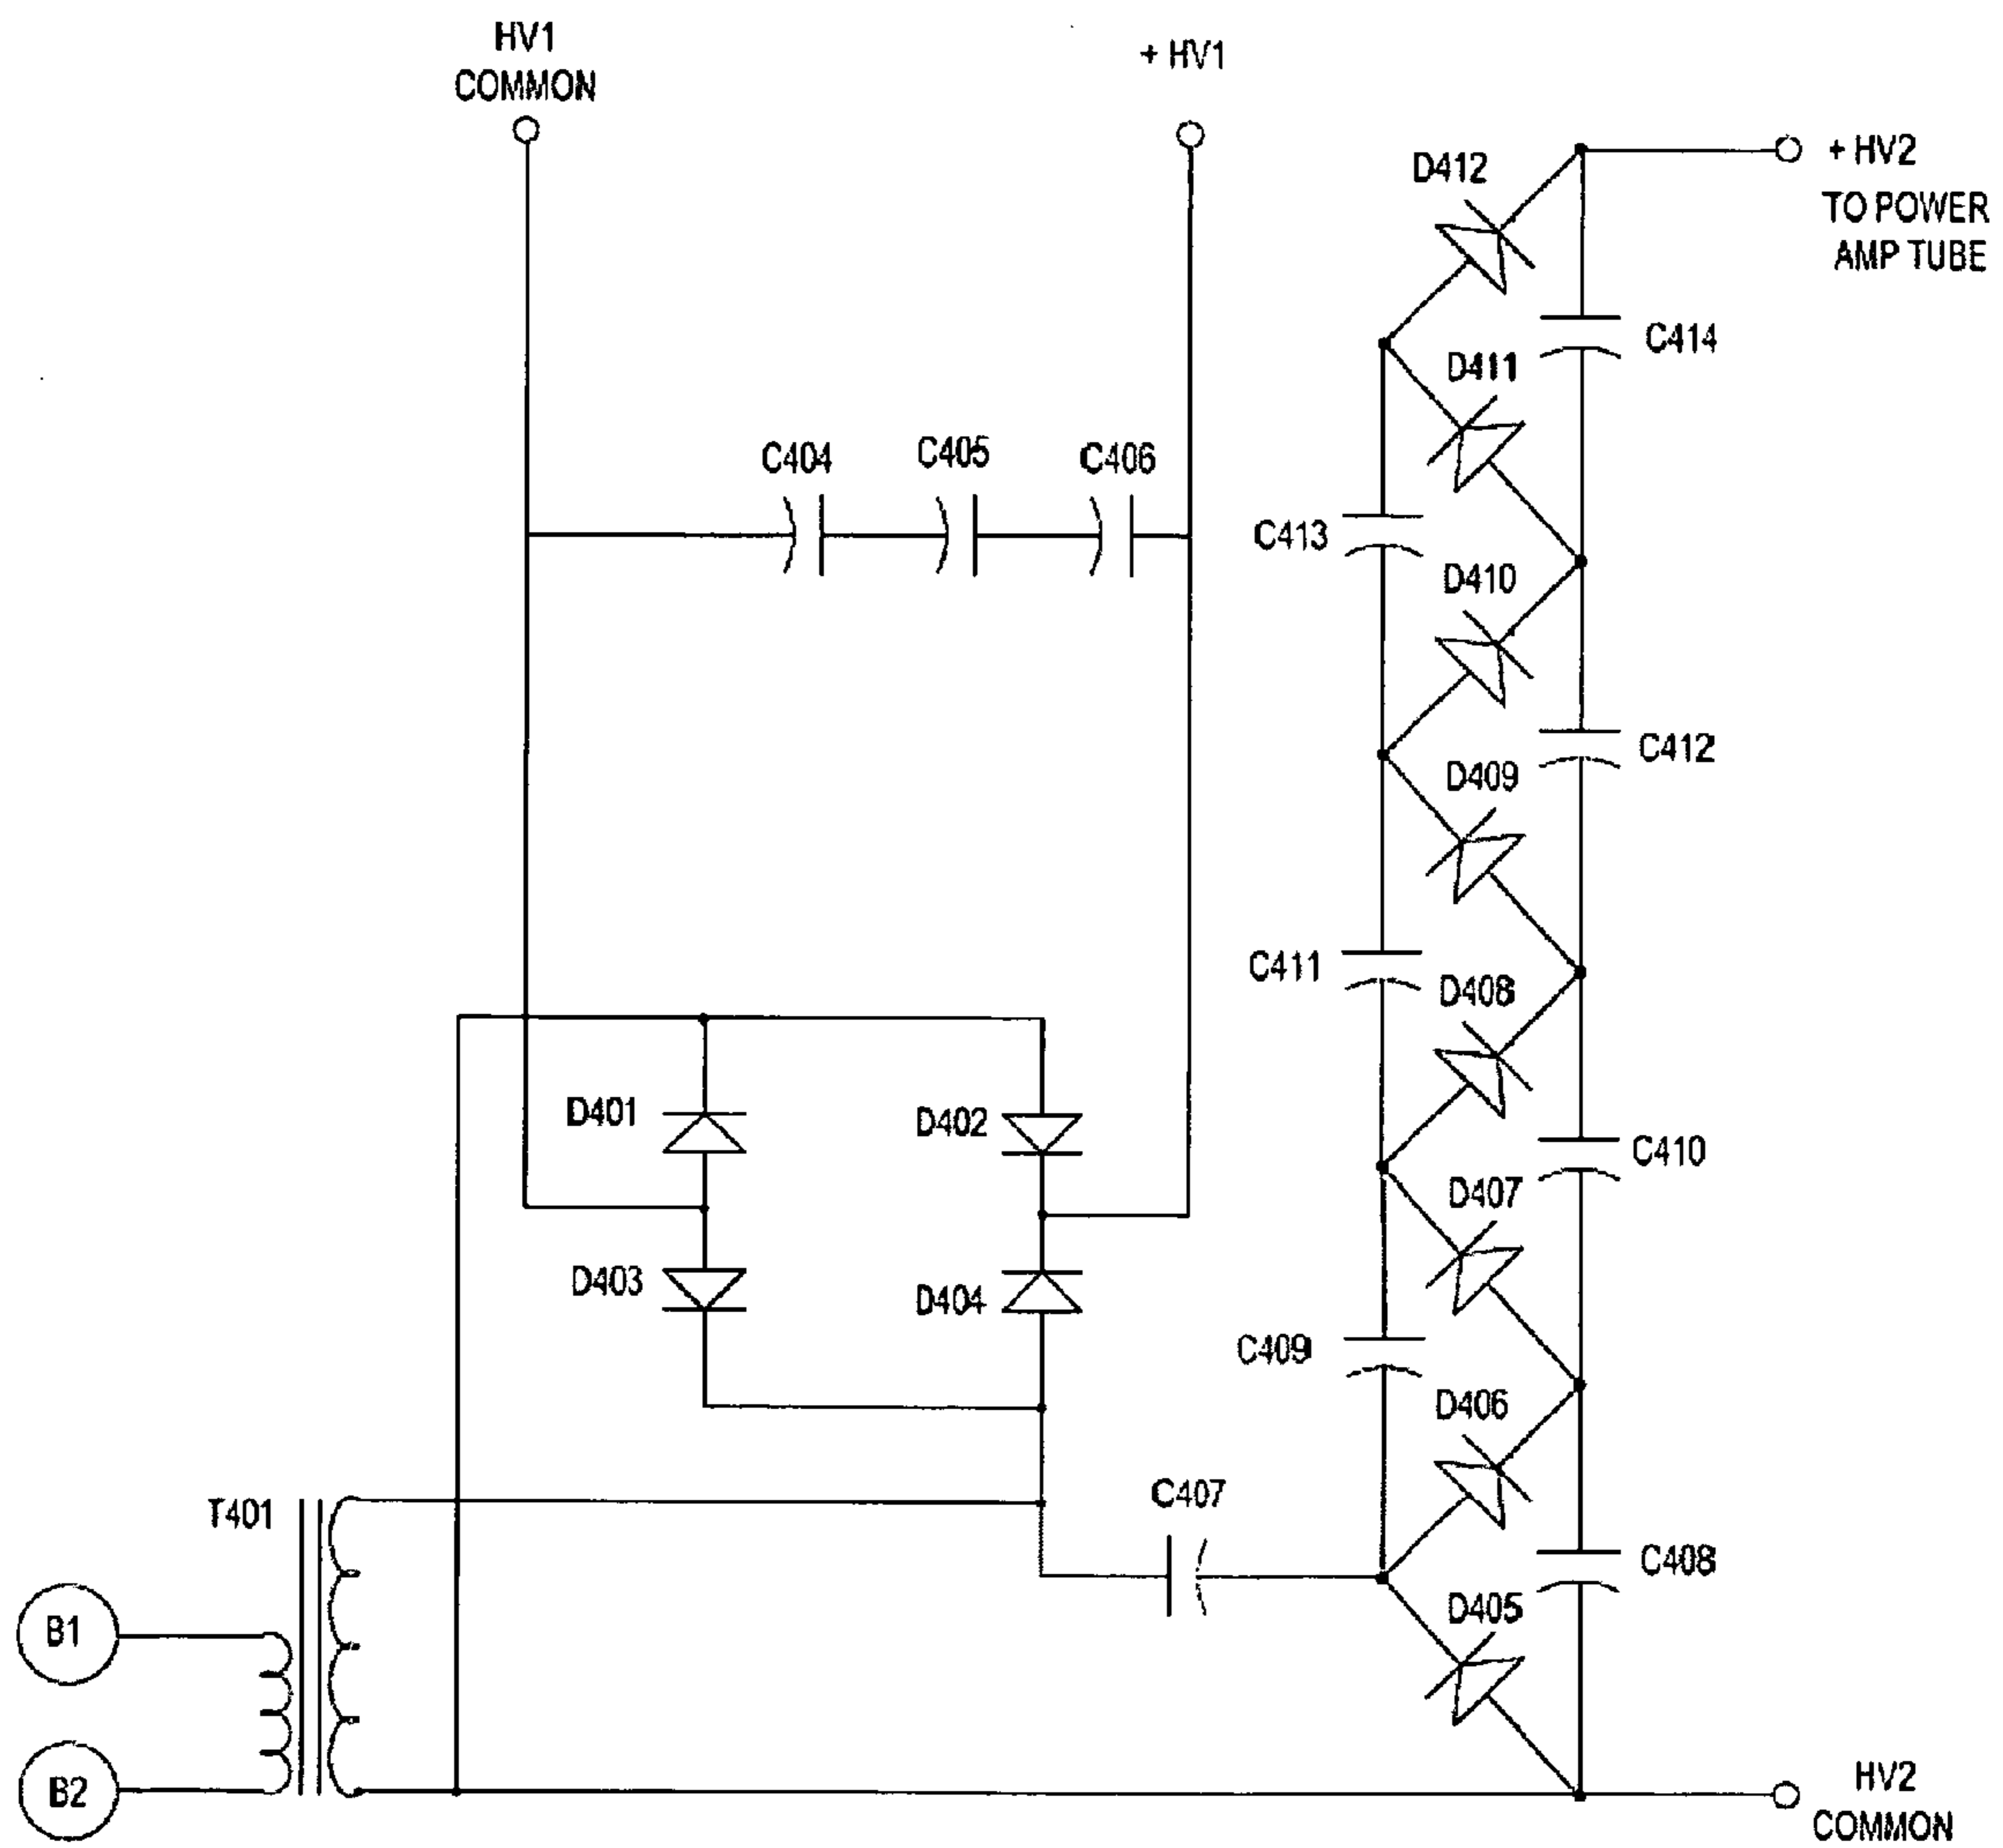 HV1
COMMON
+ HV1
+ HV2
TO POWER
AMP TUBE
D412
C414
D411
C404
C405
C406
C413
D410
C412
D409
C411
D408
D401
D402
C410
D407
D403
D404
C409
D406
T401
C407
C408
D405
B1
B2
HV2
COMMON